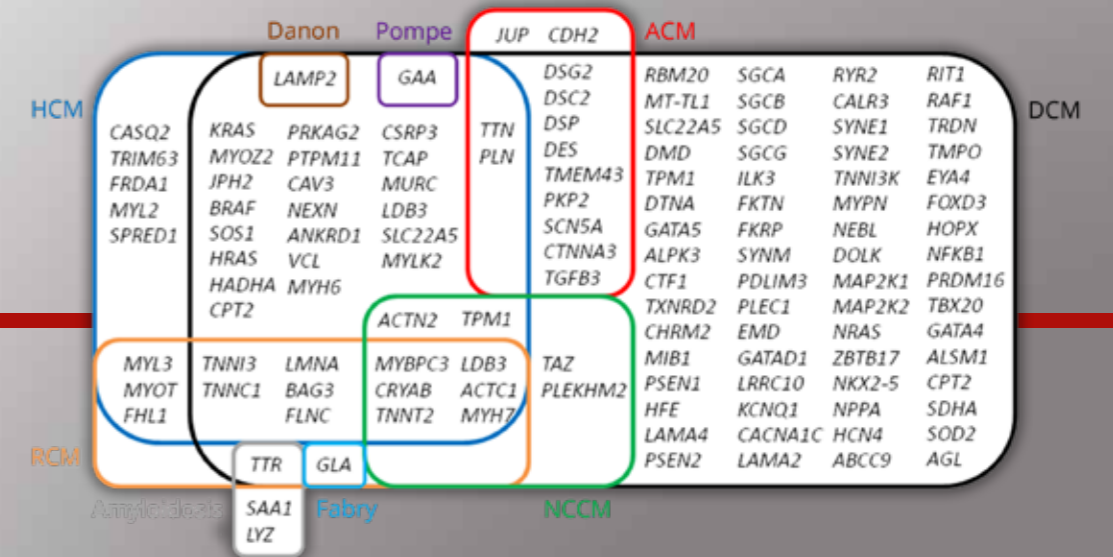 Danon Pompe ACM
JUP CDH2
HCM
DCM
LAMP2 GAA
CASQ2
TRIM63
FRDA1
MYL2
SPRED1
KRAS PRKAG2 CSRP3
MYOZ2 PTPM11 TCAP
JPH2 CAV3 MURC
BRAF NEXN LDB3
SOS1 ANKRD1 SLC22A5
HRAS VCL MYLK2
HADHA MYH6
CPT2
TTN
PLN
DSG2
DSC2
DSP
DES
TMEM43
PKP2
SCN5A
CTNNA3
TGFB3
RBM20 SGCA RYR2 RIT1
MT-TL1 SGCB CALR3 RAF1
SLC22A5 SGCD SYNE1 TRDN
DMD SGCG SYNE2 TMPO
TPM1 ILK3 TNNI3K EYA4
DTNA FKTN MYPN FOXD3
GATA5 FKRP NEBL HOPX
ALPK3 SYNM DOLK NFKB1
CTF1 PDLIM3 MAP2K1 PRDM16
TXNRD2 PLEC1 MAP2K2 TBX20
CHRM2 EMD NRAS GATA4
MIB1 GATAD1 ZBTB17 ALSM1
PSEN1 LRRC10 NKX2-5 CPT2
HFE KCNQ1 NPPA SDHA
LAMA4 CACNA1C HCN4 SOD2
PSEN2 LAMA2 ABCC9 AGL
ACTN2 TPM1
MYL3 TNNI3 LMNA MYBPC3 LDB3 TAZ
MYOT TNNC1 BAG3 CRYAB ACTC1 PLEKHM2
FHL1 FLNC TNNT2 MYH7
RCM
TTR GLA
Amyloidosis SAA1 Fabry NCCM
LYZ